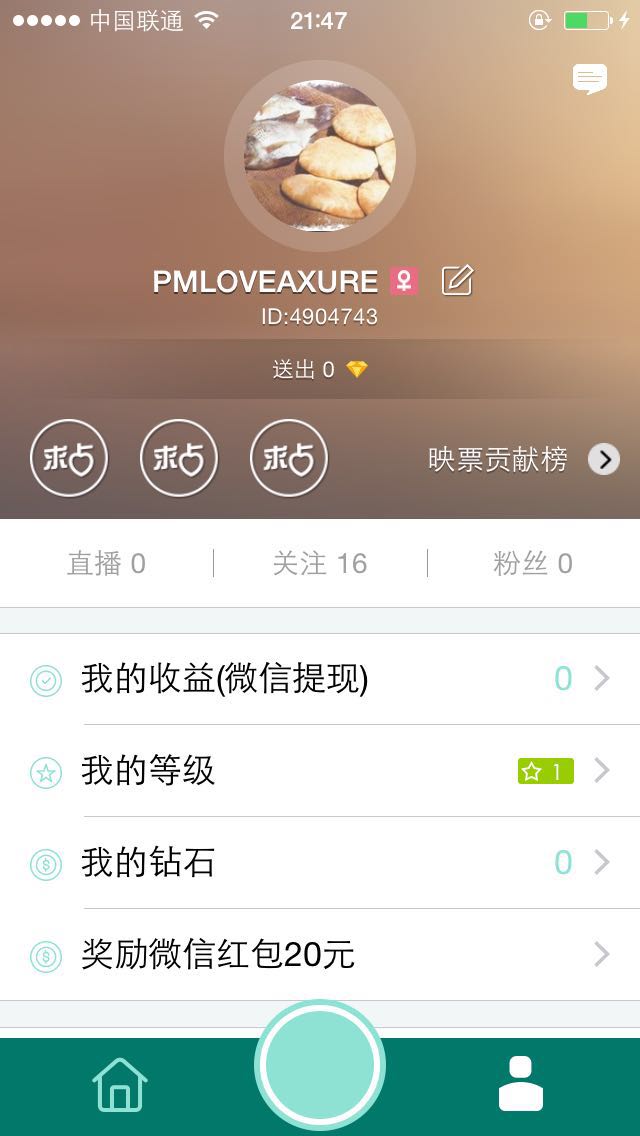 中国联通 21:47
PMLOVEAXURE
ID:4904743
送出 0
求占 求占 求占 映票贡献榜
直播 0 关注 16 粉丝 0
我的收益(微信提现) 0
我的等级 1
我的钻石 0
奖励微信红包20元